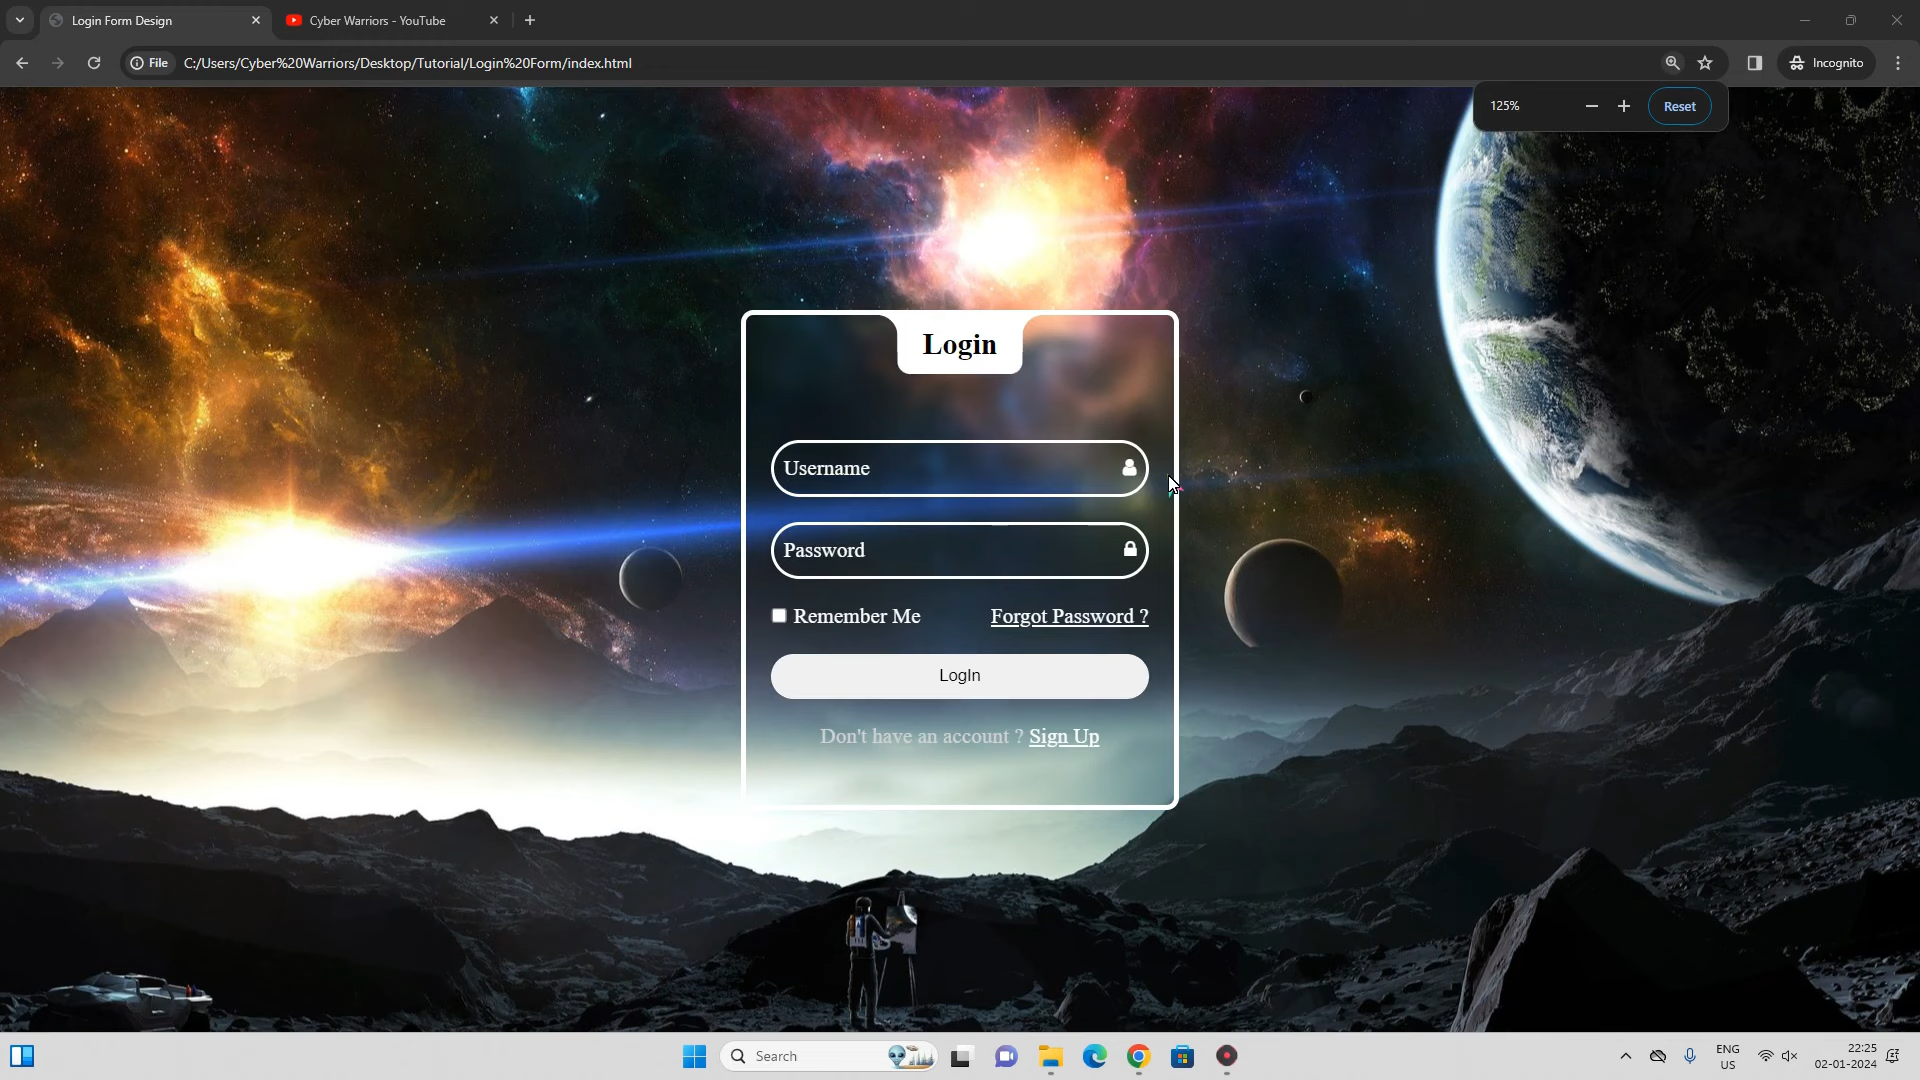 Login Form Design
Cyber Warriors - YouTube
File
C:/Users/Cyber%20Warriors/Desktop/Tutorial/Login%20Form/index.html
Incognito
125%
Reset
Login
Username
Password
Remember Me
Forgot Password ?
LogIn
Don't have an account ? Sign Up
Search
ENG
US
22:25
02-01-2024